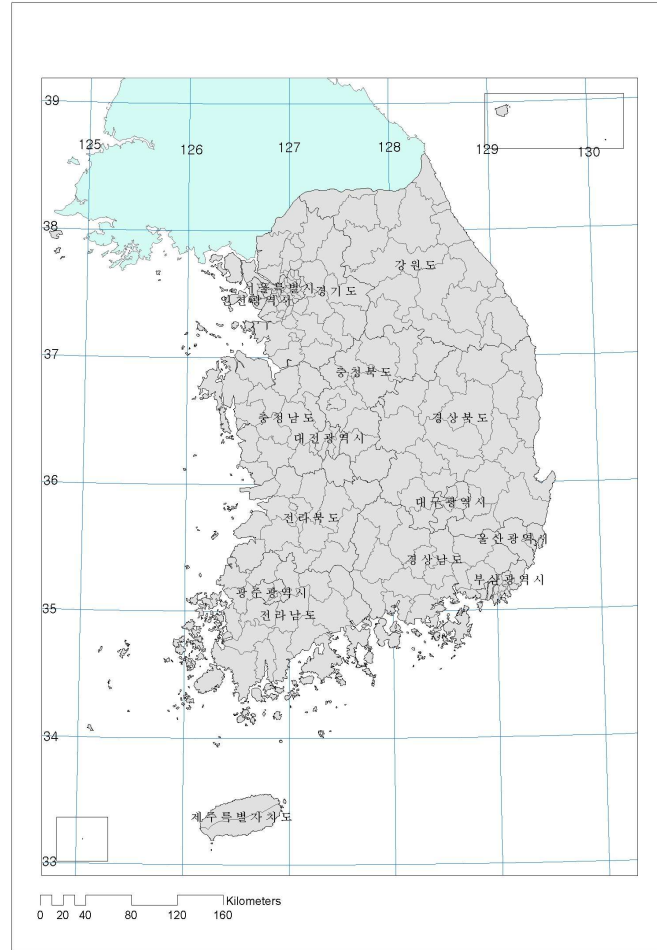 39
125
126
127
128
129
130
38
강원도
서울특별시
경기도
인천광역시
37
충청북도
충청남도
경상북도
대전광역시
36
대구광역시
전라북도
울산광역시
경상남도
부산광역시
광주광역시
35
전라남도
34
제주특별자치도
33
Kilometers
0 20 40 80 120 160